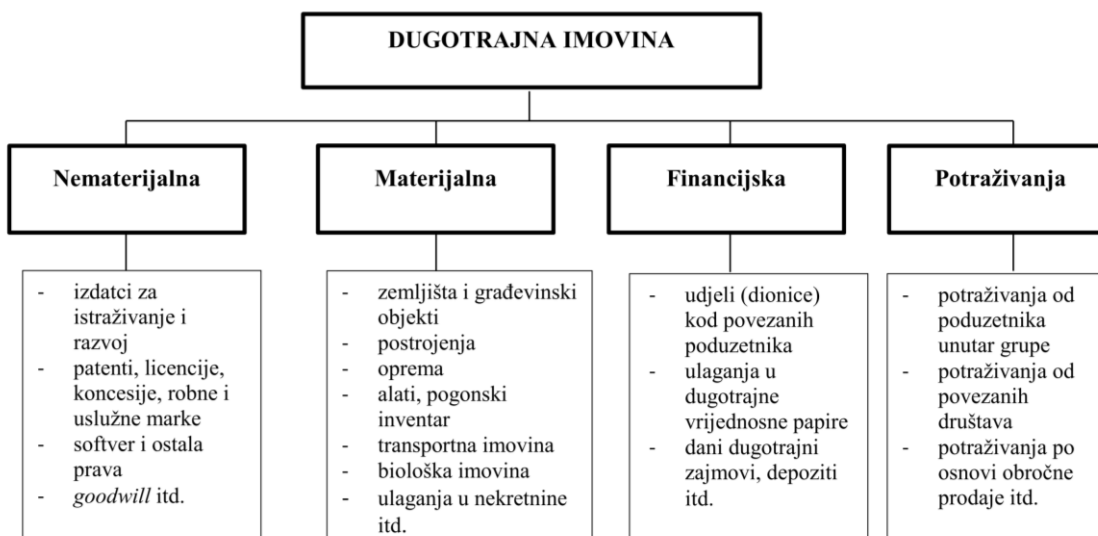 DUGOTRAJNA IMOVINA
Nematerijalna
Materijalna
Financijska
Potraživanja
- izdatci za
istraživanje i
razvoj
- patenti, licencije,
koncesije, robne i
uslužne marke
- softver i ostala
prava
- goodwill itd.
- zemljišta i građevinski
objekti
- postrojenja
- oprema
- alati, pogonski
inventar
- transportna imovina
- biološka imovina
- ulaganja u nekretnine
itd.
- udjeli (dionice)
kod povezanih
poduzetnika
- ulaganja u
dugotrajne
vrijednosne papire
- dani dugotrajni
zajmovi, depoziti
itd.
- potraživanja od
poduzetnika
unutar grupe
- potraživanja od
povezanih
društava
- potraživanja po
osnovi obročne
prodaje itd.